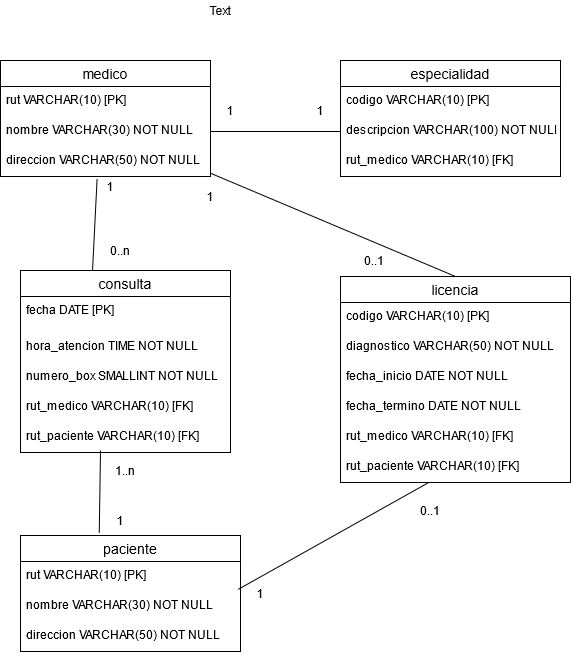 Text
medico
rut VARCHAR(10) [PK]
nombre VARCHAR(30) NOT NULL
direccion VARCHAR(50) NOT NULL
especialidad
codigo VARCHAR(10) [PK]
descripcion VARCHAR(100) NOT NULL
rut_medico VARCHAR(10) [FK]
1
1
1
1
0..n
0..1
consulta
fecha DATE [PK]
hora_atencion TIME NOT NULL
numero_box SMALLINT NOT NULL
rut_medico VARCHAR(10) [FK]
rut_paciente VARCHAR(10) [FK]
licencia
codigo VARCHAR(10) [PK]
diagnostico VARCHAR(50) NOT NULL
fecha_inicio DATE NOT NULL
fecha_termino DATE NOT NULL
rut_medico VARCHAR(10) [FK]
rut_paciente VARCHAR(10) [FK]
1..n
1
0..1
1
paciente
rut VARCHAR(10) [PK]
nombre VARCHAR(30) NOT NULL
direccion VARCHAR(50) NOT NULL